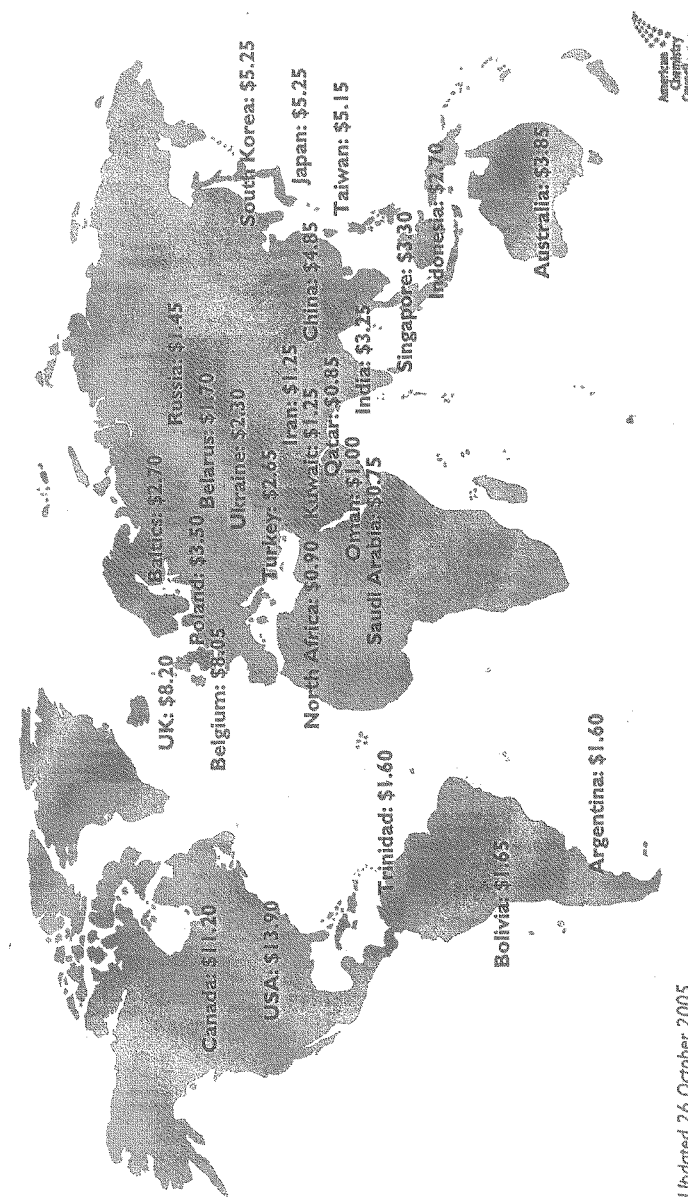 Canada: $11.20
USA: $13.90
Trinidad: $1.60
Bolivia: $1.65
Argentina: $1.60
UK: $8.20
Belgium: $8.05
Baltics: $2.70
Poland: $3.50
Russia: $1.45
Belarus: $1.70
Ukraine: $2.30
Turkey: $2.65
Iran: $1.25
North Africa: $0.90
Kuwait: $1.25
Qatar: $0.85
Oman: $1.00
Saudi Arabia: $0.75
India: $3.25
China: $4.85
South Korea: $5.25
Japan: $5.25
Taiwan: $5.15
Singapore: $3.30
Indonesia: $2.70
Australia: $3.85
Updated 26 October 2005
American
Chemistry